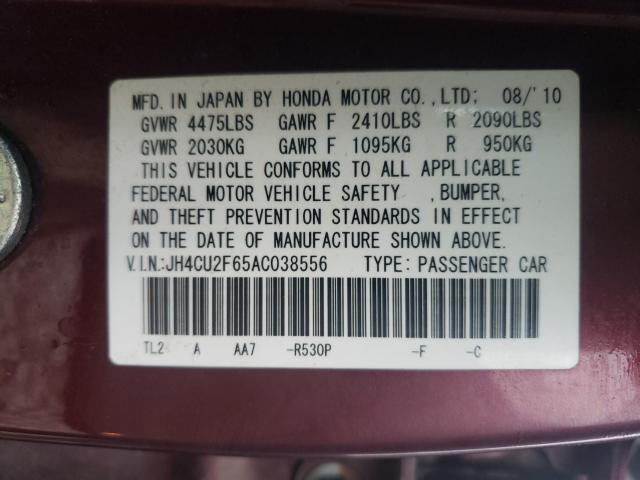 MFD. IN JAPAN BY HONDA MOTOR CO.,LTD; 08/'10
GVWR 4475LBS GAWR F 2410LBS R 2090LBS
GVWR 2030KG GAWR F 1095KG R 950KG
THIS VEHICLE CONFORMS TO ALL APPLICABLE
FEDERAL MOTOR VEHICLE SAFETY ,BUMPER,
AND THEFT PREVENTION STANDARDS IN EFFECT
ON THE DATE OF MANUFACTURE SHOWN ABOVE.
V.I.N.:JH4CU2F65AC038556 TYPE: PASSENGER CAR
TL24 A AA7 -R530P -F -C